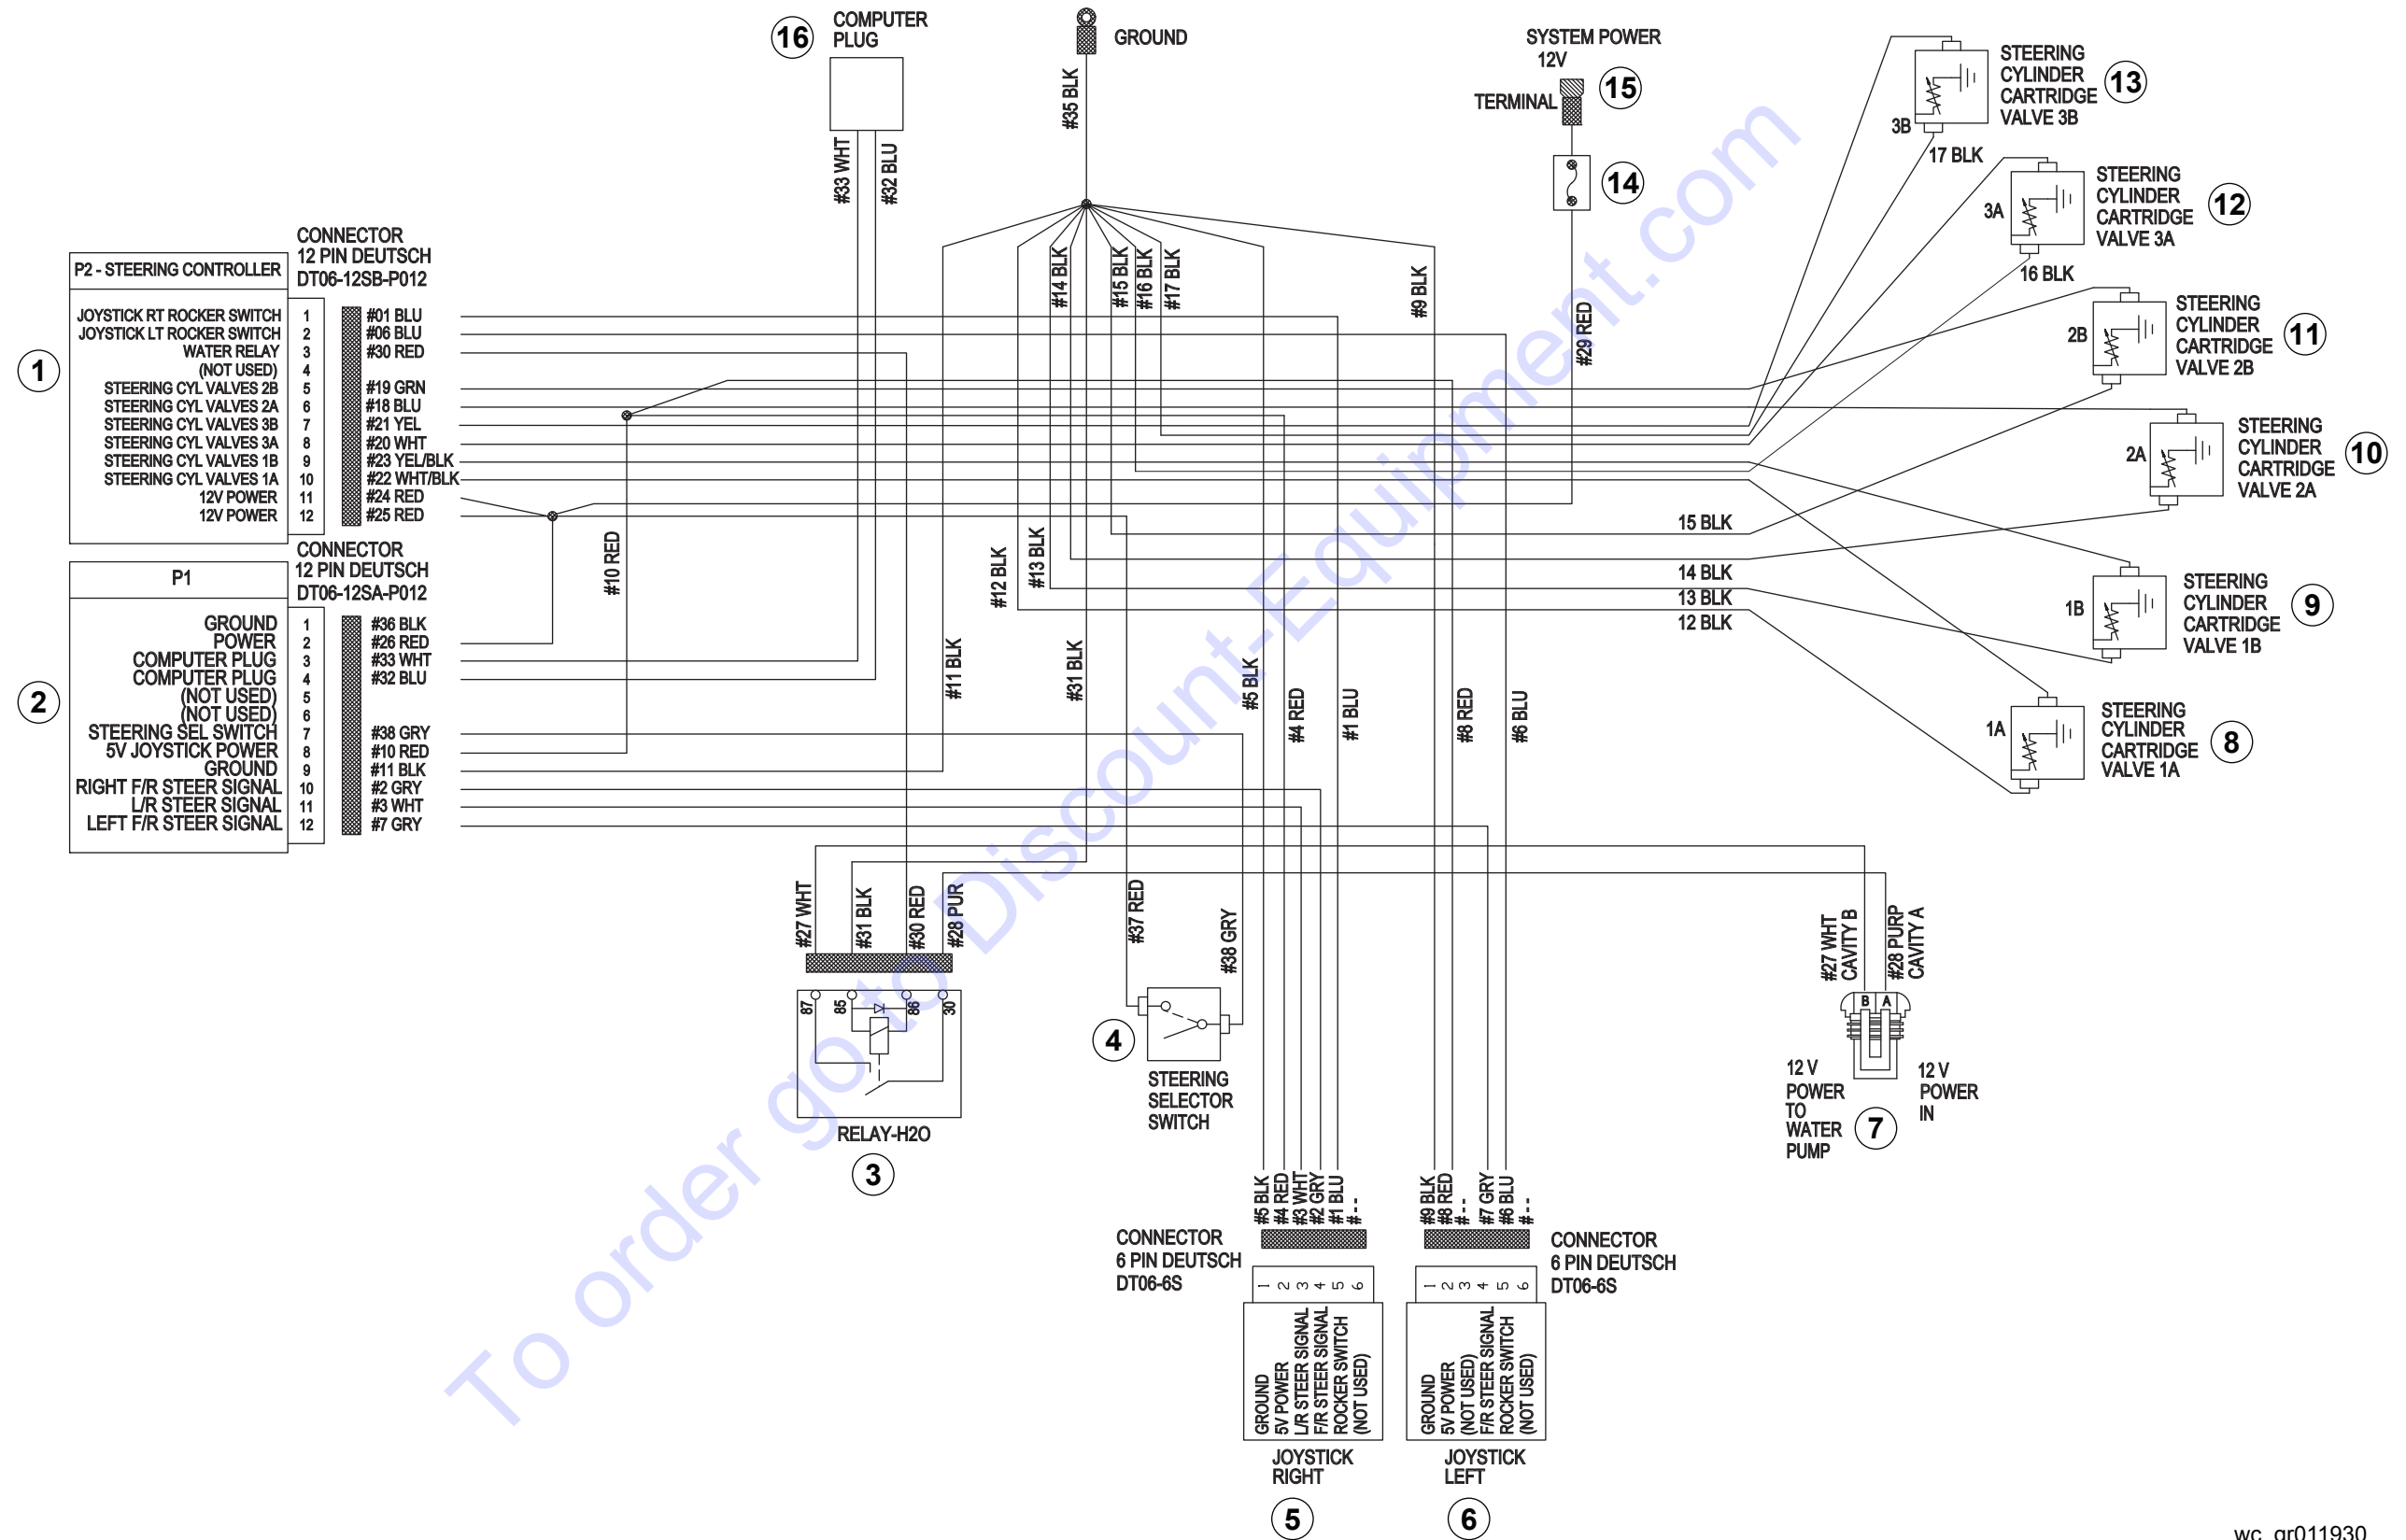 16
COMPUTER
PLUG
GROUND
SYSTEM POWER
12V
TERMINAL
15
14
#35 BLK
#33 WHT
#32 BLU
#29 RED
STEERING
CYLINDER
CARTRIDGE
VALVE 3B
13
3B
17 BLK
STEERING
CYLINDER
CARTRIDGE
VALVE 3A
12
3A
16 BLK
STEERING
CYLINDER
CARTRIDGE
VALVE 2B
11
2B
STEERING
CYLINDER
CARTRIDGE
VALVE 2A
10
2A
STEERING
CYLINDER
CARTRIDGE
VALVE 1B
9
1B
STEERING
CYLINDER
CARTRIDGE
VALVE 1A
8
1A
CONNECTOR
12 PIN DEUTSCH
DT06-12SB-P012
P2 - STEERING CONTROLLER
1
JOYSTICK RT ROCKER SWITCH 1 #01 BLU
JOYSTICK LT ROCKER SWITCH 2 #06 BLU
WATER RELAY 3 #30 RED
(NOT USED) 4
STEERING CYL VALVES 2B 5 #19 GRN
STEERING CYL VALVES 2A 6 #18 BLU
STEERING CYL VALVES 3B 7 #21 YEL
STEERING CYL VALVES 3A 8 #20 WHT
STEERING CYL VALVES 1B 9 #23 YEL/BLK
STEERING CYL VALVES 1A 10 #22 WHT/BLK
12V POWER 11 #24 RED
12V POWER 12 #25 RED
CONNECTOR
12 PIN DEUTSCH
DT06-12SA-P012
P1
2
GROUND 1 #36 BLK
POWER 2 #26 RED
COMPUTER PLUG 3 #33 WHT
COMPUTER PLUG 4 #32 BLU
(NOT USED) 5
(NOT USED) 6
STEERING SEL SWITCH 7 #38 GRY
5V JOYSTICK POWER 8 #10 RED
GROUND 9 #11 BLK
RIGHT F/R STEER SIGNAL 10 #2 GRY
L/R STEER SIGNAL 11 #3 WHT
LEFT F/R STEER SIGNAL 12 #7 GRY
#14 BLK
#15 BLK
#16 BLK
#17 BLK
#9 BLK
#10 RED
#12 BLK
#13 BLK
#11 BLK
#31 BLK
#5 BLK
#4 RED
#1 BLU
#8 RED
#6 BLU
15 BLK
14 BLK
13 BLK
12 BLK
#27 WHT
#31 BLK
#30 RED
#28 PUR
87
85
86
30
RELAY-H2O
3
#37 RED
#38 GRY
4
STEERING
SELECTOR
SWITCH
#27 WHT
CAVITY B
#28 PURP
CAVITY A
B
A
12 V
POWER
TO
WATER
PUMP
12 V
POWER
IN
7
#5 BLK
#4 RED
#3 WHT
#2 GRY
#1 BLU
#--
CONNECTOR
6 PIN DEUTSCH
DT06-6S
1
2
3
4
5
6
GROUND
5V POWER
L/R STEER SIGNAL
F/R STEER SIGNAL
ROCKER SWITCH
(NOT USED)
JOYSTICK
RIGHT
5
#9 BLK
#8 RED
#--
#7 GRY
#6 BLU
#--
CONNECTOR
6 PIN DEUTSCH
DT06-6S
1
2
3
4
5
6
GROUND
5V POWER
(NOT USED)
F/R STEER SIGNAL
ROCKER SWITCH
(NOT USED)
JOYSTICK
LEFT
6
To order go to Discount-Equipment.com
wc_gr011930